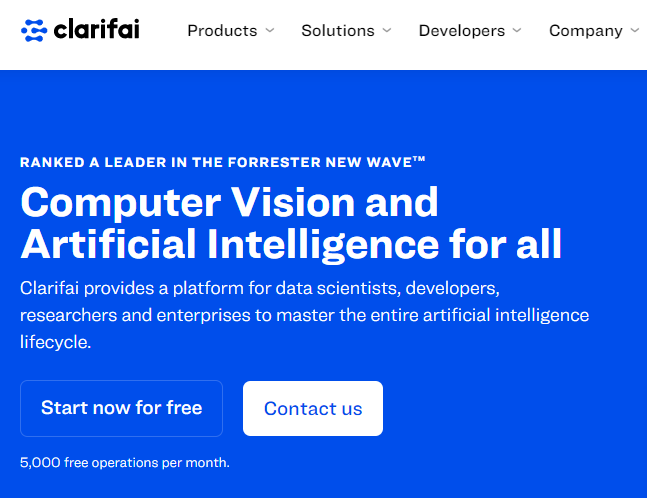 clarifai
Products
Solutions
Developers
Company
RANKED A LEADER IN THE FORRESTER NEW WAVE™
Computer Vision and
Artificial Intelligence for all
Clarifai provides a platform for data scientists, developers,
researchers and enterprises to master the entire artificial intelligence
lifecycle.
Start now for free
Contact us
5,000 free operations per month.